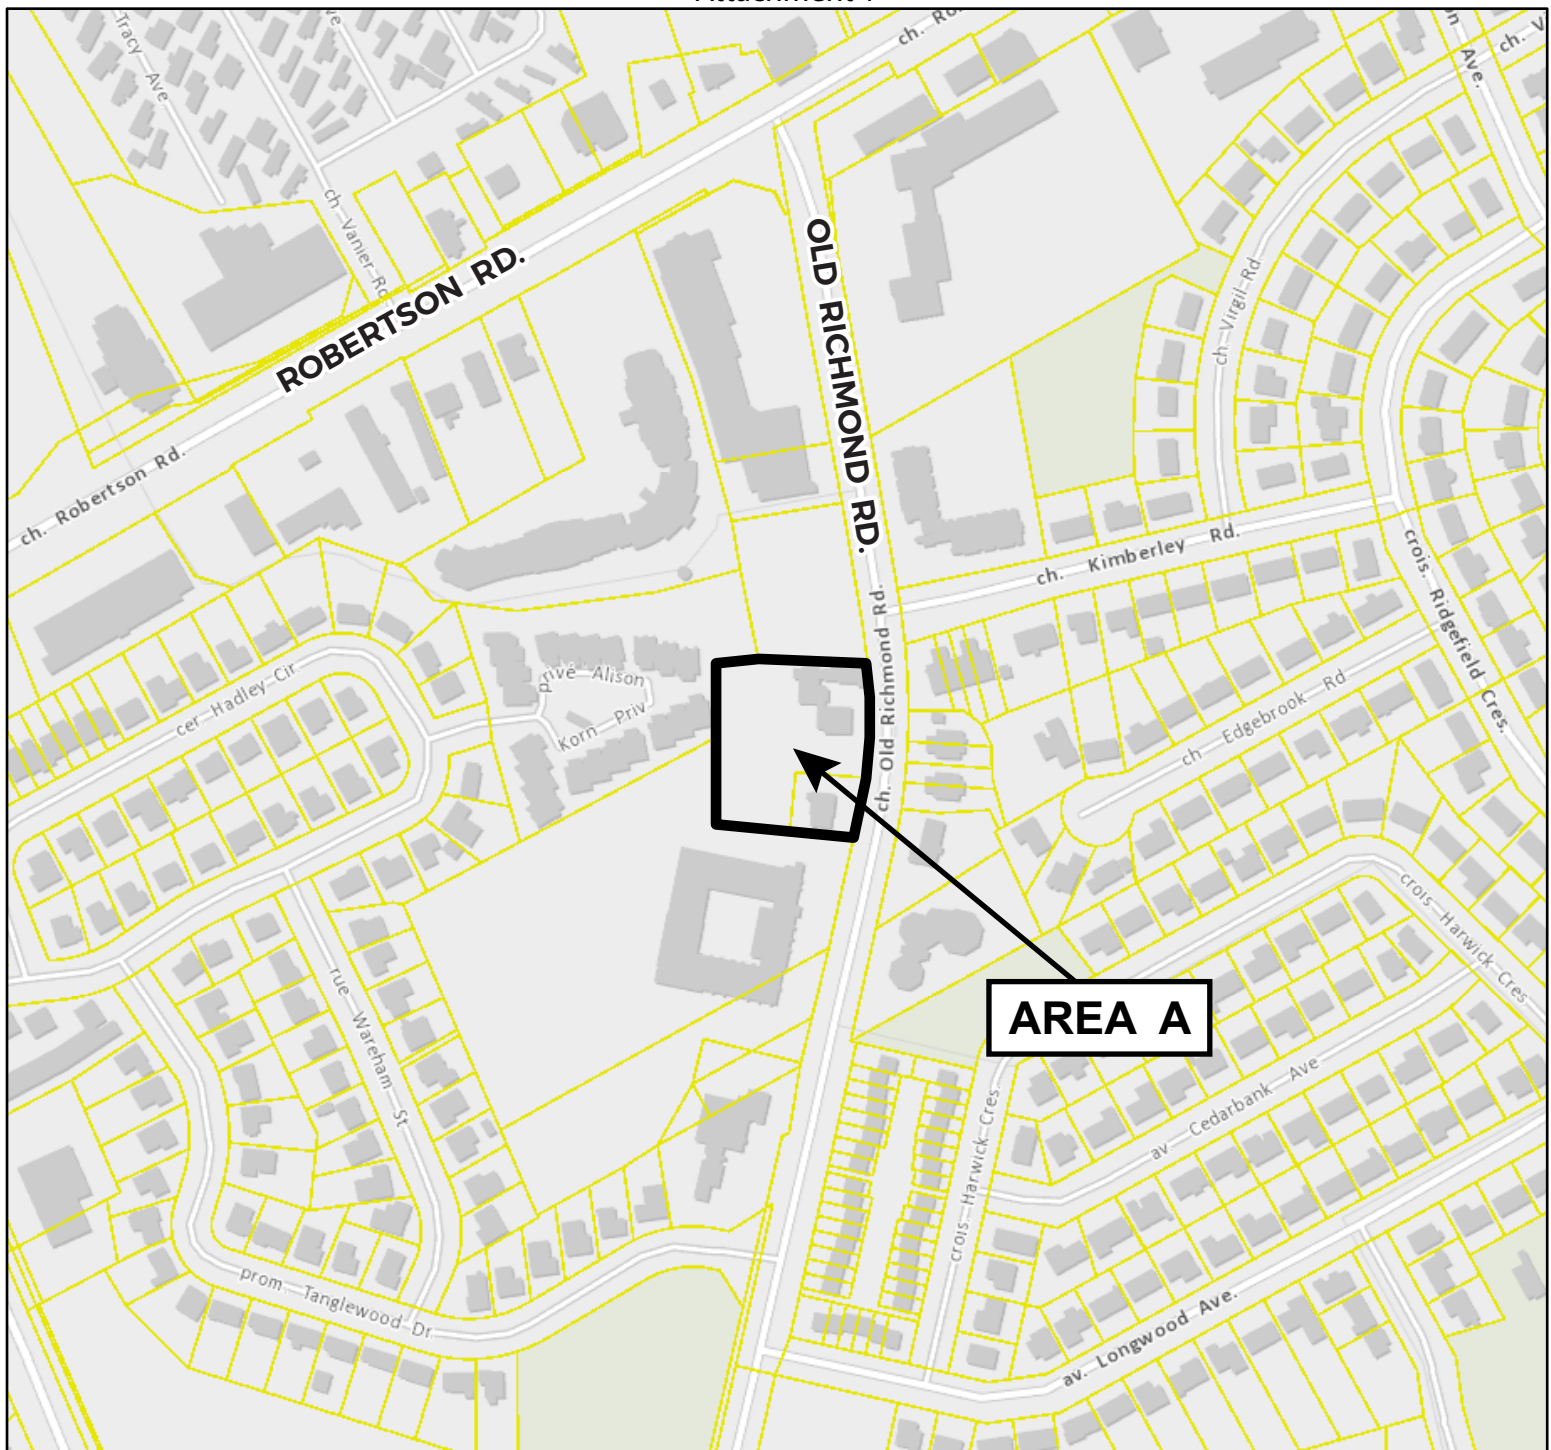 Tracy Ave
ch. Vanier Rd
ROBERTSON RD.
ch. Robertson Rd.
OLD RICHMOND RD.
ch. Virgil Rd
ch. Kimberley Rd.
crois. Ridgefield Cres.
ch. Old Richmond Rd.
privé Alison
Korn Priv
cer Hadley Cir
ch Edgebrook Rd
crois Harwick Cres
AREA A
rue Wareham St
av Cedarbank Ave
crois. Harwick Cres.
prom. Tanglewood Dr
av. Longwood Ave.